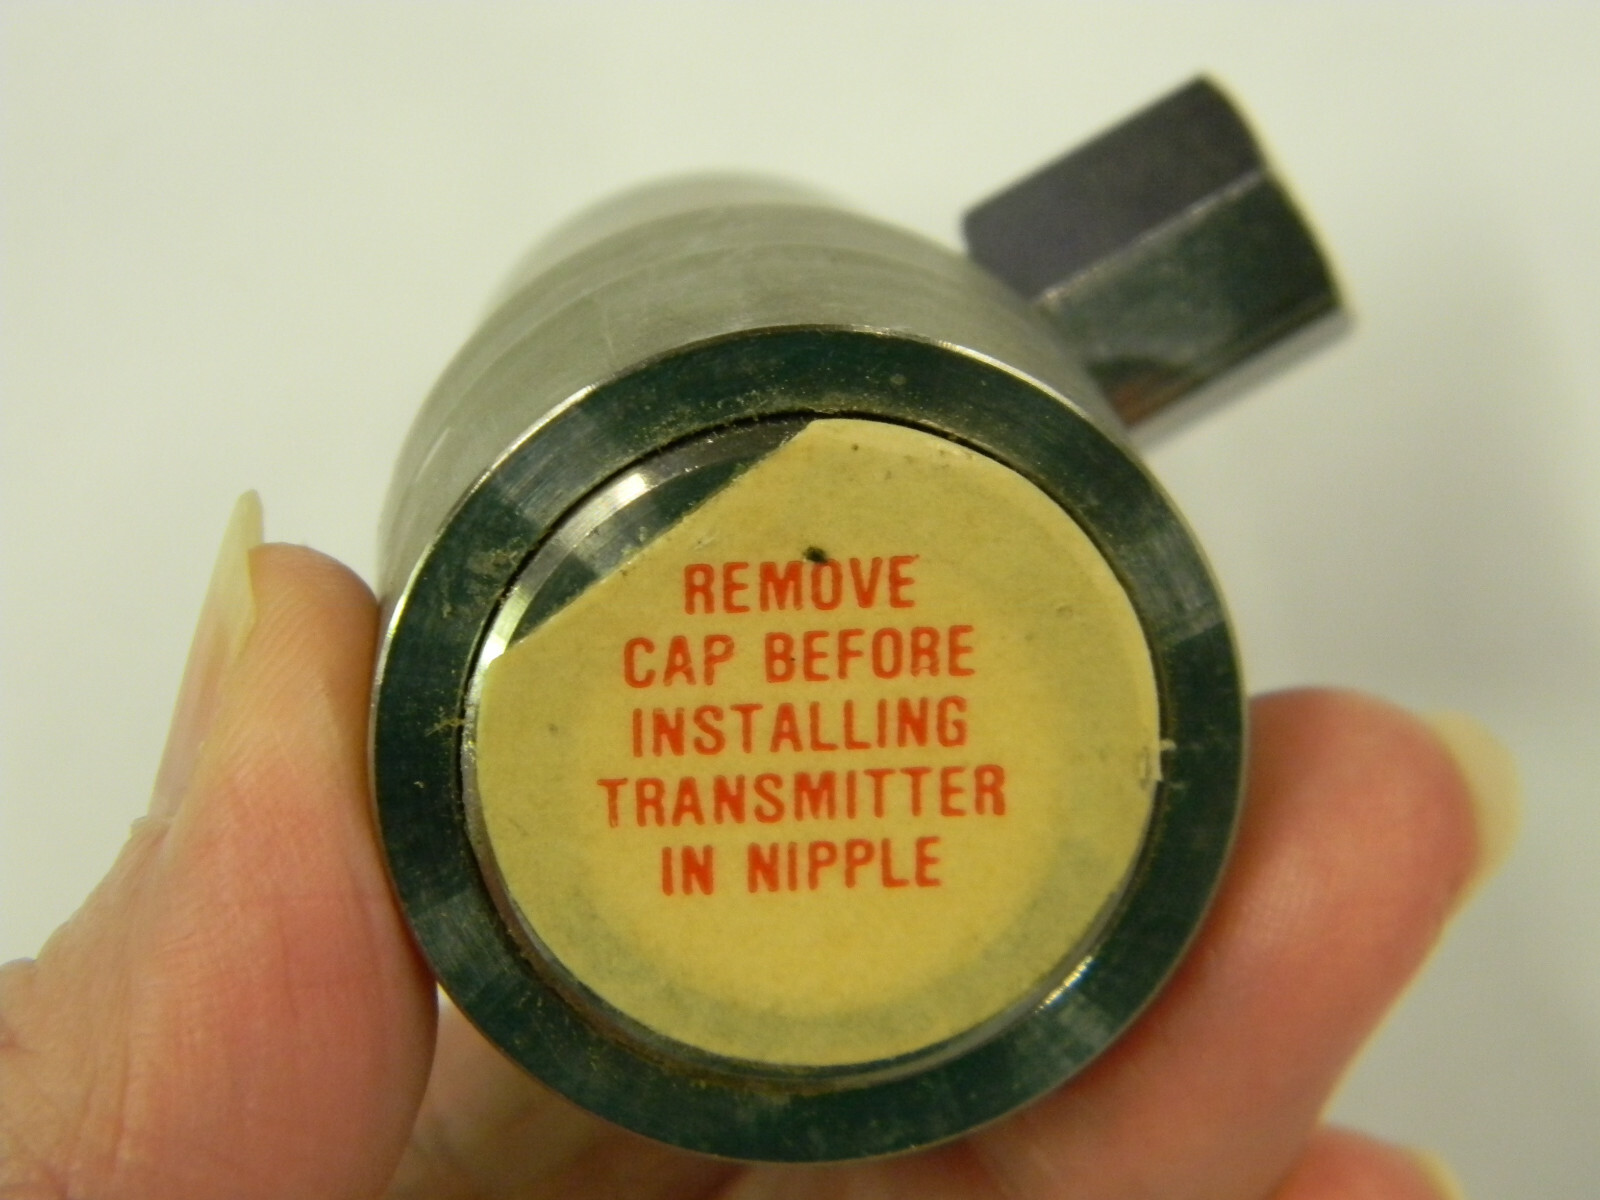 REMOVE
CAP BEFORE
INSTALLING
TRANSMITTER
IN NIPPLE